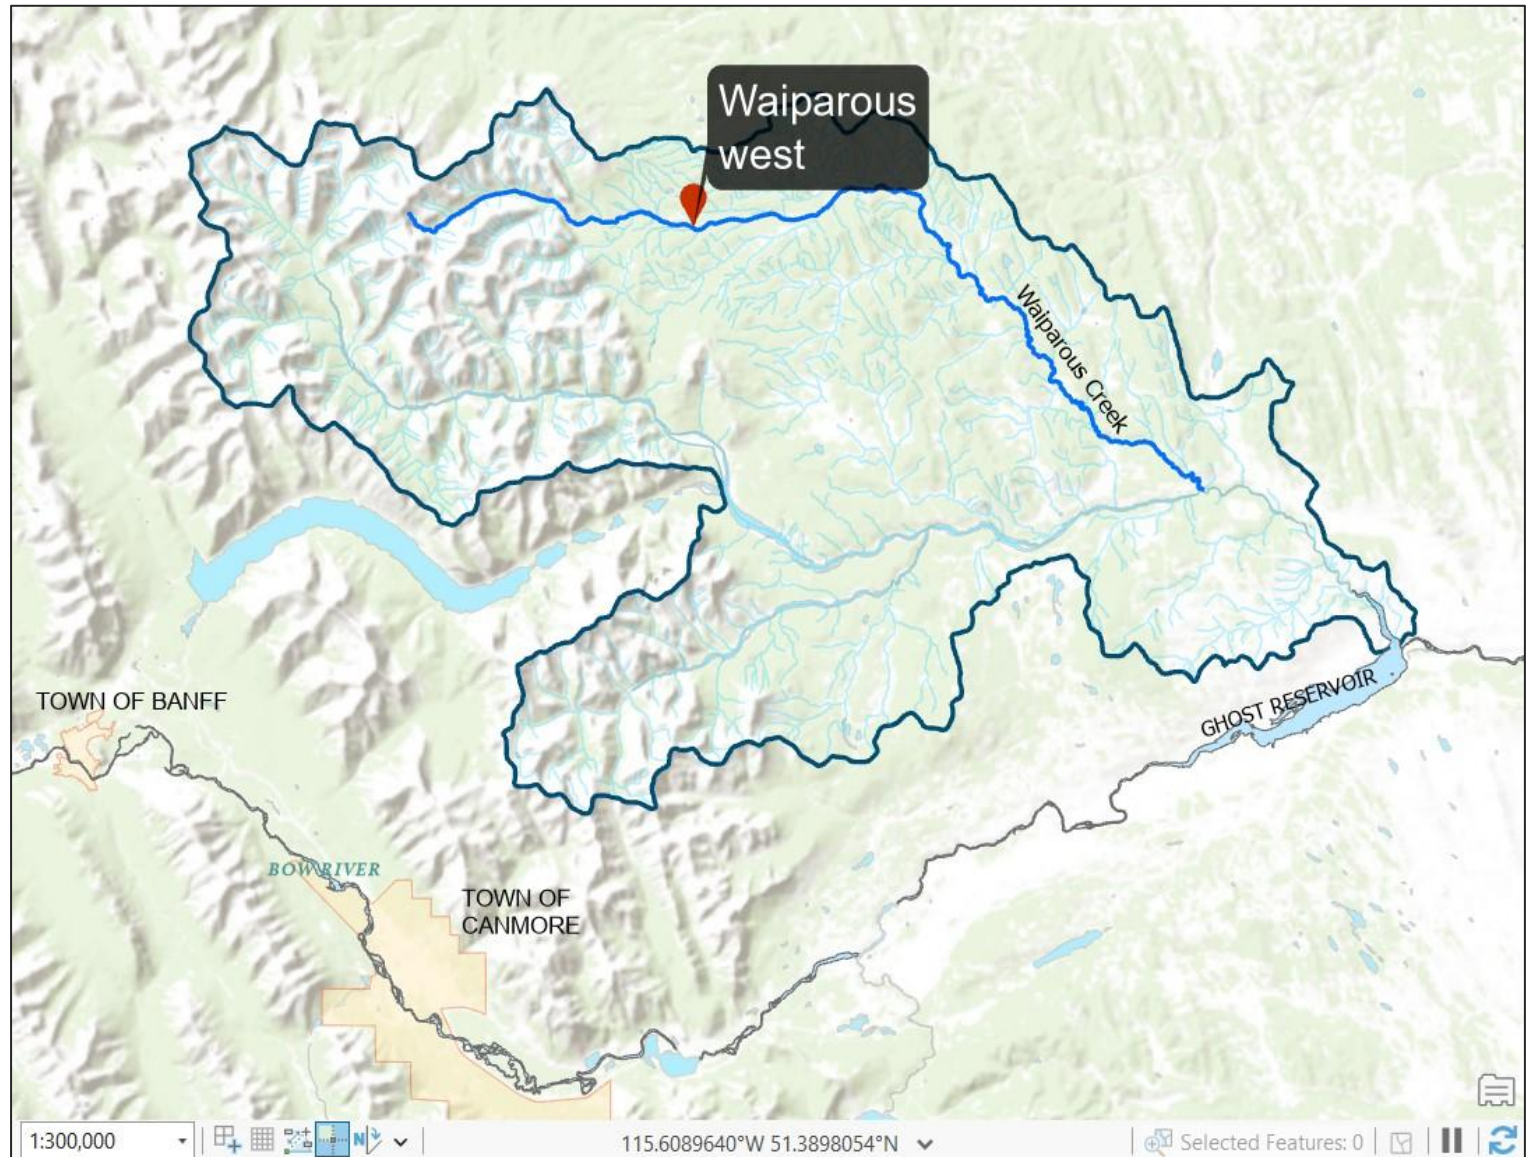 Waiparous
west
Waiparous Creek
TOWN OF BANFF
GHOST RESERVOIR
BOW RIVER
TOWN OF
CANMORE
1:300,000
N
115.6089640°W 51.3898054°N
Selected Features: 0